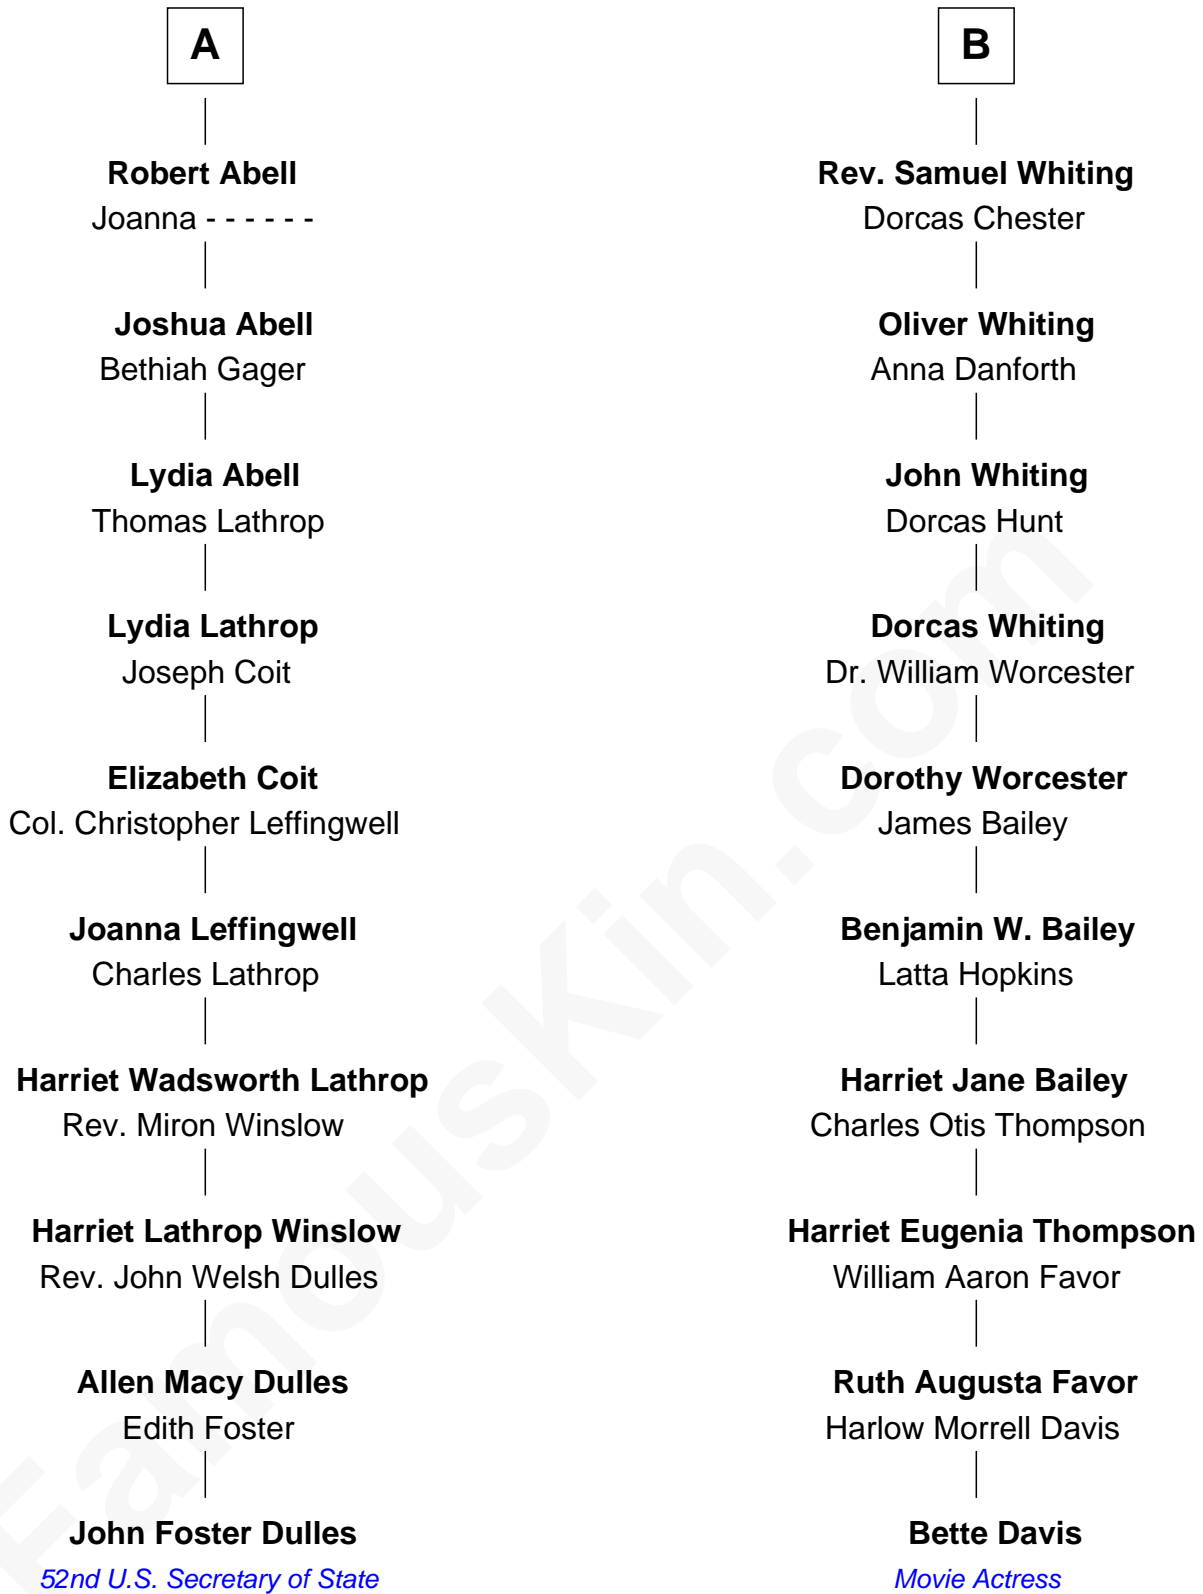 A
Robert Abell
Joanna - - - - - -
Joshua Abell
Bethiah Gager
Lydia Abell
Thomas Lathrop
Lydia Lathrop
Joseph Coit
Elizabeth Coit
Col. Christopher Leffingwell
Joanna Leffingwell
Charles Lathrop
Harriet Wadsworth Lathrop
Rev. Miron Winslow
Harriet Lathrop Winslow
Rev. John Welsh Dulles
Allen Macy Dulles
Edith Foster
John Foster Dulles
52nd U.S. Secretary of State
B
Rev. Samuel Whiting
Dorcas Chester
Oliver Whiting
Anna Danforth
John Whiting
Dorcas Hunt
Dorcas Whiting
Dr. William Worcester
Dorothy Worcester
James Bailey
Benjamin W. Bailey
Latta Hopkins
Harriet Jane Bailey
Charles Otis Thompson
Harriet Eugenia Thompson
William Aaron Favor
Ruth Augusta Favor
Harlow Morrell Davis
Bette Davis
Movie Actress
FamousKin.com